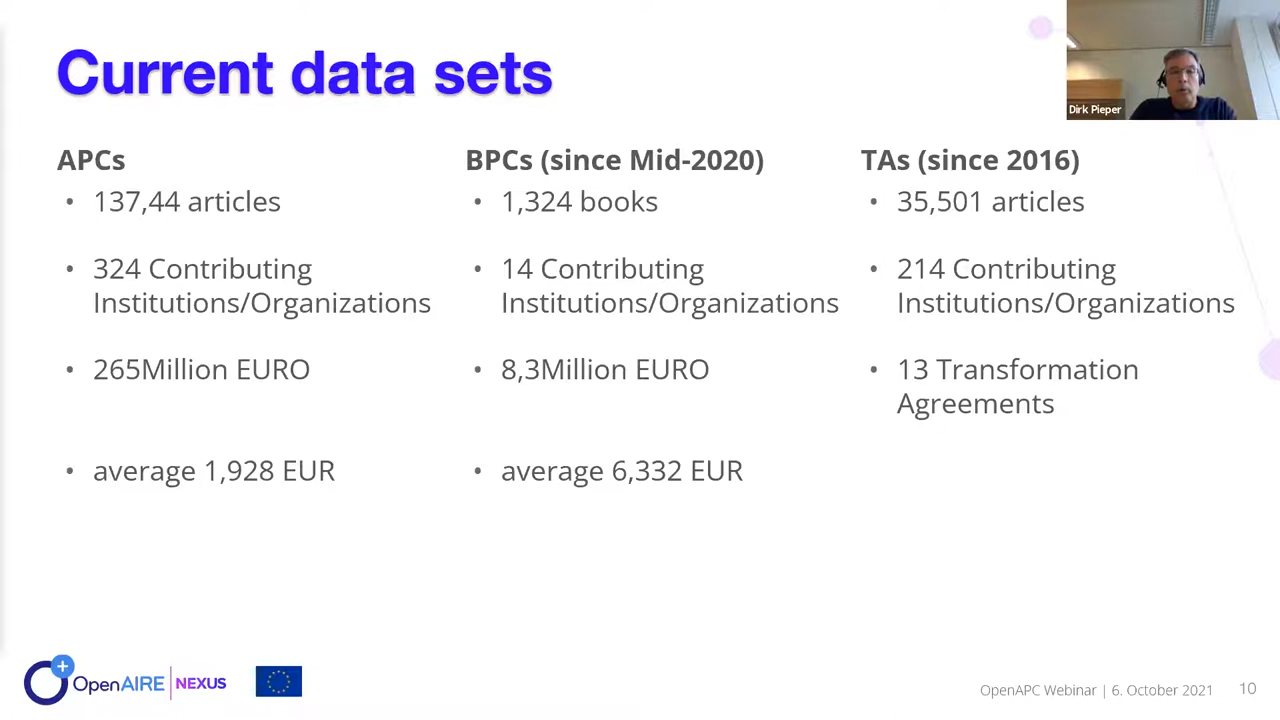 Current data sets
Dirk Pieper
APCs
• 137,44 articles
• 324 Contributing
Institutions/Organizations
• 265Million EURO
• average 1,928 EUR
BPCs (since Mid-2020)
• 1,324 books
• 14 Contributing
Institutions/Organizations
• 8,3Million EURO
• average 6,332 EUR
TAs (since 2016)
• 35,501 articles
• 214 Contributing
Institutions/Organizations
• 13 Transformation
Agreements
OpenAIRE NEXUS
OpenAPC Webinar | 6. October 2021
10